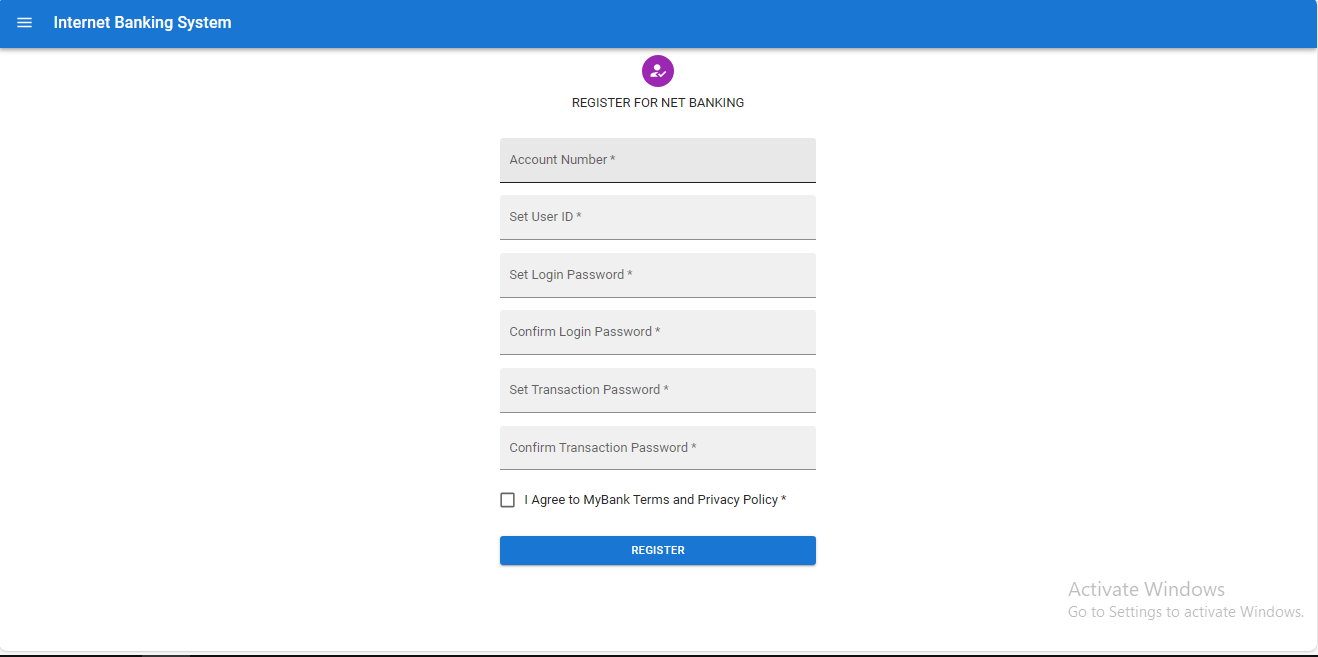 Internet Banking System
REGISTER FOR NET BANKING
Account Number *
Set User ID *
Set Login Password *
Confirm Login Password *
Set Transaction Password *
Confirm Transaction Password *
I Agree to MyBank Terms and Privacy Policy *
REGISTER
Activate Windows
Go to Settings to activate Windows.